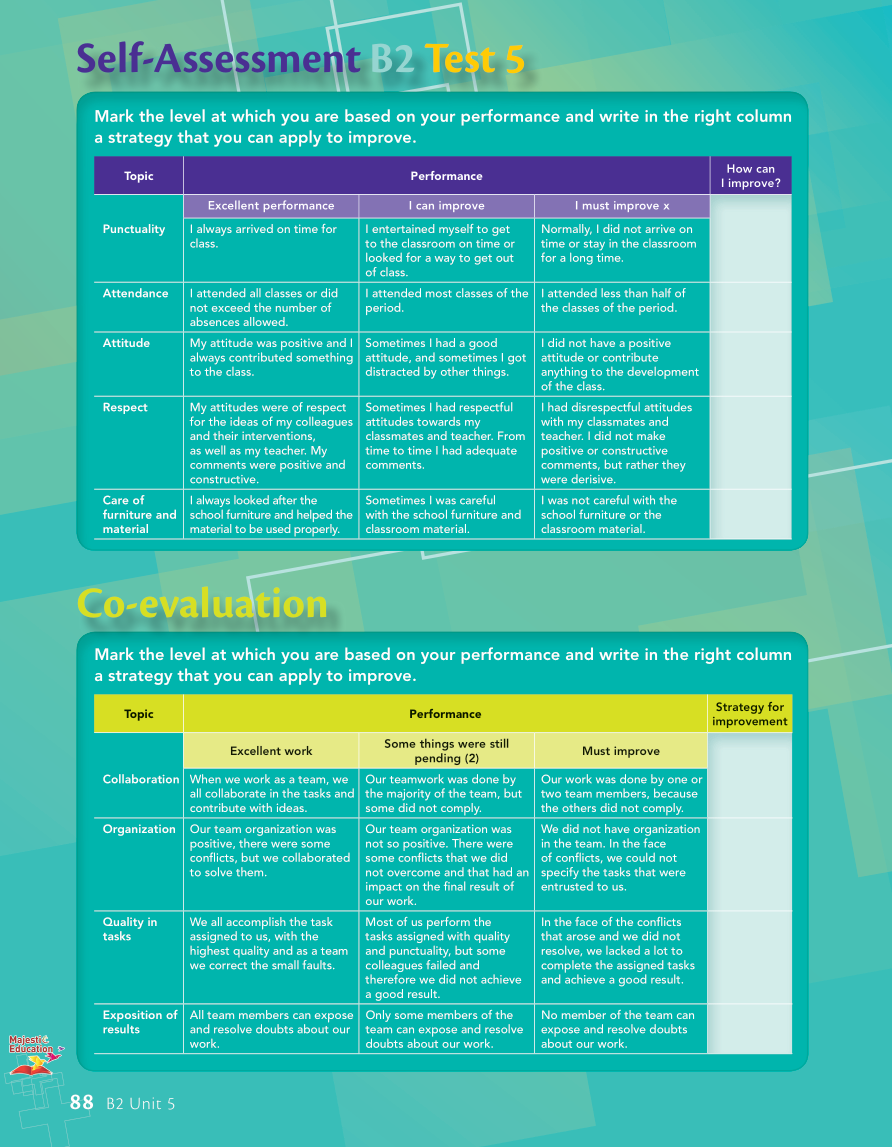 Self-Assessment B2 Test 5
Mark the level at which you are based on your performance and write in the right column
a strategy that you can apply to improve.
Topic
Performance
How can
I improve?
Excellent performance
I can improve
I must improve x
Punctuality
I always arrived on time for
class.
I entertained myself to get
to the classroom on time or
looked for a way to get out
of class.
Normally, I did not arrive on
time or stay in the classroom
for a long time.
Attendance
I attended all classes or did
not exceed the number of
absences allowed.
I attended most classes of the
period.
I attended less than half of
the classes of the period.
Attitude
My attitude was positive and I
always contributed something
to the class.
Sometimes I had a good
attitude, and sometimes I got
distracted by other things.
I did not have a positive
attitude or contribute
anything to the development
of the class.
Respect
My attitudes were of respect
for the ideas of my colleagues
and their interventions,
as well as my teacher. My
comments were positive and
constructive.
Sometimes I had respectful
attitudes towards my
classmates and teacher. From
time to time I had adequate
comments.
I had disrespectful attitudes
with my classmates and
teacher. I did not make
positive or constructive
comments, but rather they
were derisive.
Care of
furniture and
material
I always looked after the
school furniture and helped the
material to be used properly.
Sometimes I was careful
with the school furniture and
classroom material.
I was not careful with the
school furniture or the
classroom material.
Co-evaluation
Mark the level at which you are based on your performance and write in the right column
a strategy that you can apply to improve.
Topic
Performance
Strategy for
improvement
Excellent work
Some things were still
pending (2)
Must improve
Collaboration
When we work as a team, we
all collaborate in the tasks and
contribute with ideas.
Our teamwork was done by
the majority of the team, but
some did not comply.
Our work was done by one or
two team members, because
the others did not comply.
Organization
Our team organization was
positive, there were some
conflicts, but we collaborated
to solve them.
Our team organization was
not so positive. There were
some conflicts that we did
not overcome and that had an
impact on the final result of
our work.
We did not have organization
in the team. In the face
of conflicts, we could not
specify the tasks that were
entrusted to us.
Quality in
tasks
We all accomplish the task
assigned to us, with the
highest quality and as a team
we correct the small faults.
Most of us perform the
tasks assigned with quality
and punctuality, but some
colleagues failed and
therefore we did not achieve
a good result.
In the face of the conflicts
that arose and we did not
resolve, we lacked a lot to
complete the assigned tasks
and achieve a good result.
Exposition of
results
All team members can expose
and resolve doubts about our
work.
Only some members of the
team can expose and resolve
doubts about our work.
No member of the team can
expose and resolve doubts
about our work.
Majestic
Education
88 B2 Unit 5